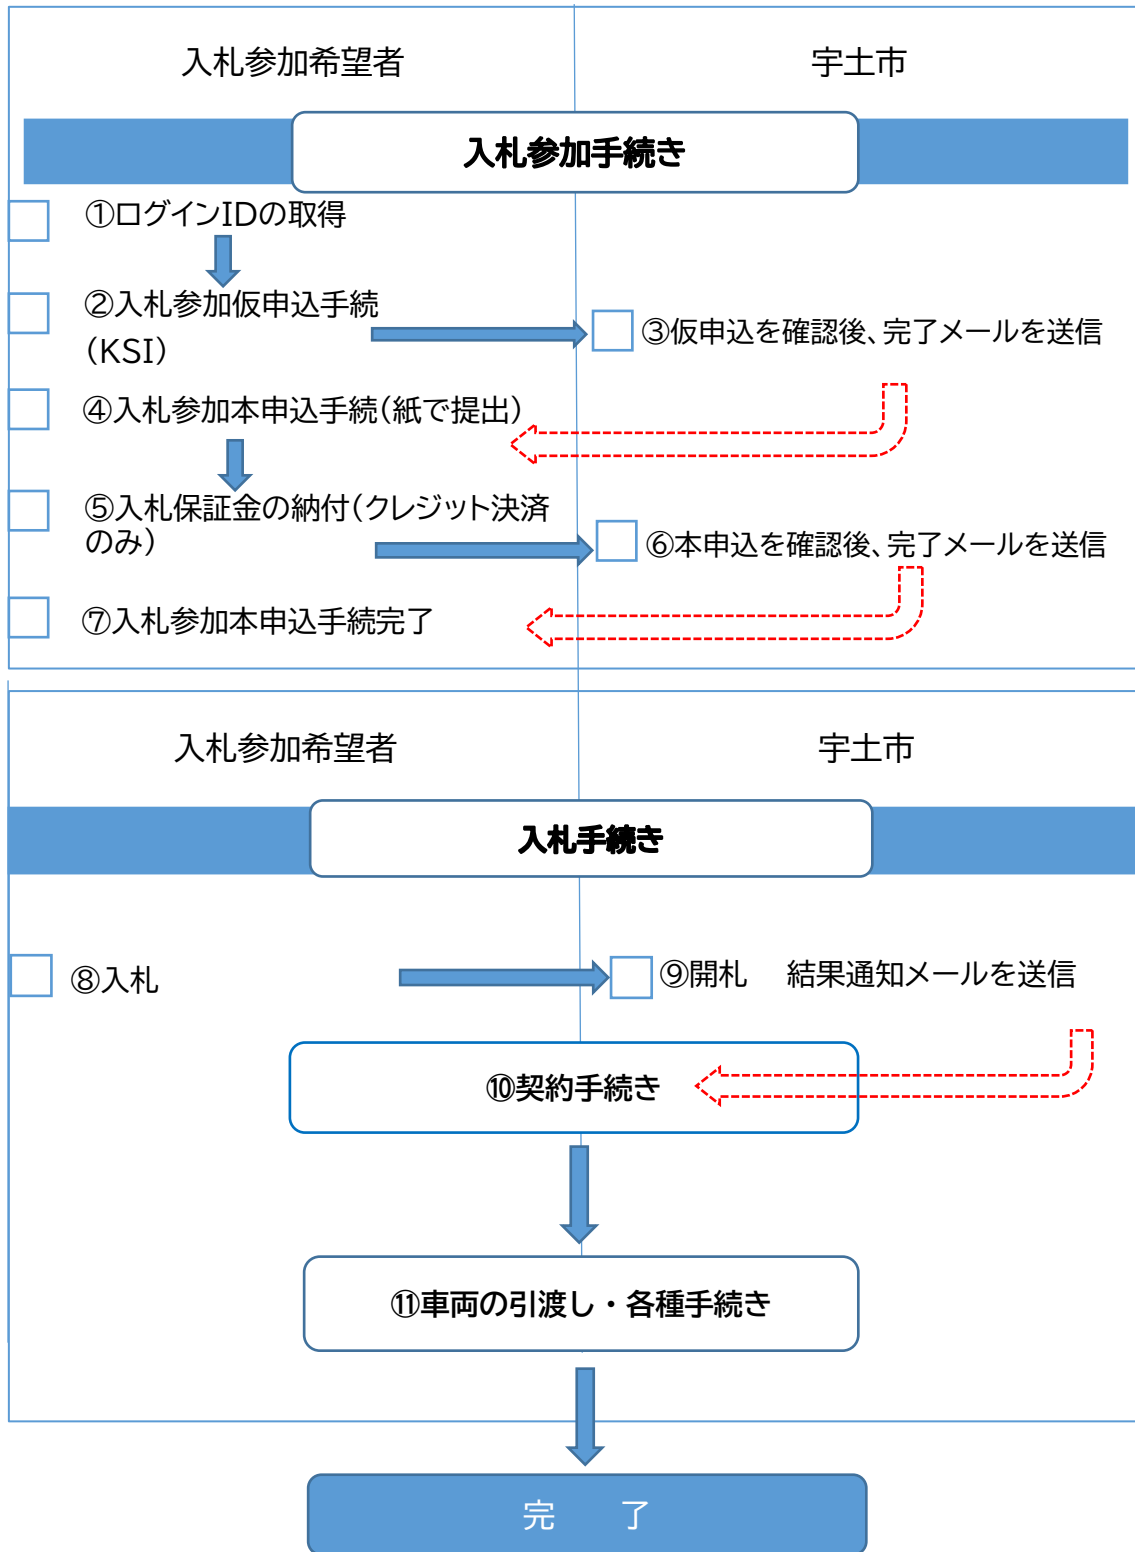 入札参加希望者
宇土市
入札参加手続き
①ログインIDの取得
②入札参加仮申込手続
（KSI）
③仮申込を確認後、完了メールを送信
④入札参加本申込手続（紙で提出）
⑤入札保証金の納付（クレジット決済
のみ）
⑥本申込を確認後、完了メールを送信
⑦入札参加本申込手続完了
入札参加希望者
宇土市
入札手続き
⑧入札
⑨開札　結果通知メールを送信
⑩契約手続き
⑪車両の引渡し・各種手続き
完　了